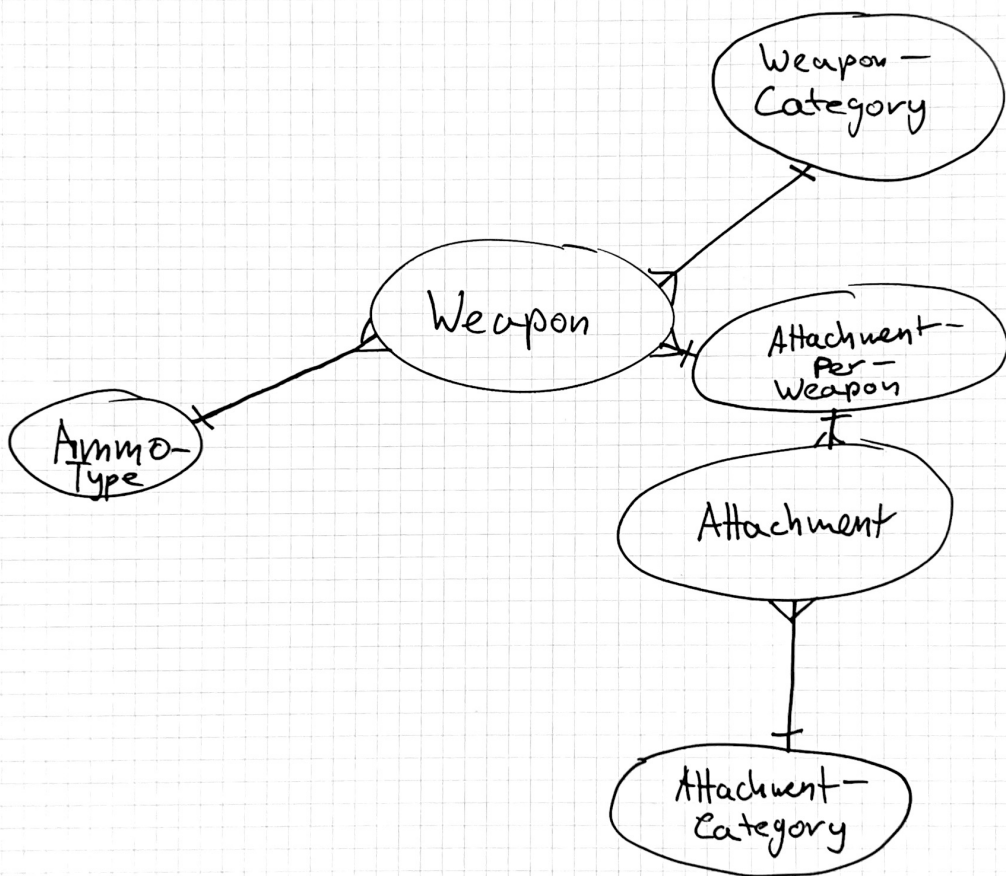 Weapon-
Category
Weapon
Attachment-
Per-
Weapon
Ammo-
Type
Attachment
Attachment-
Category